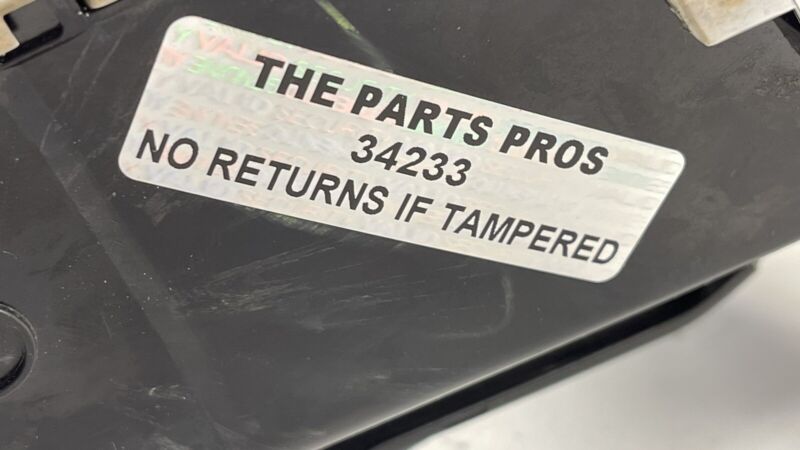 THE PARTS PROS
34233
NO RETURNS IF TAMPERED